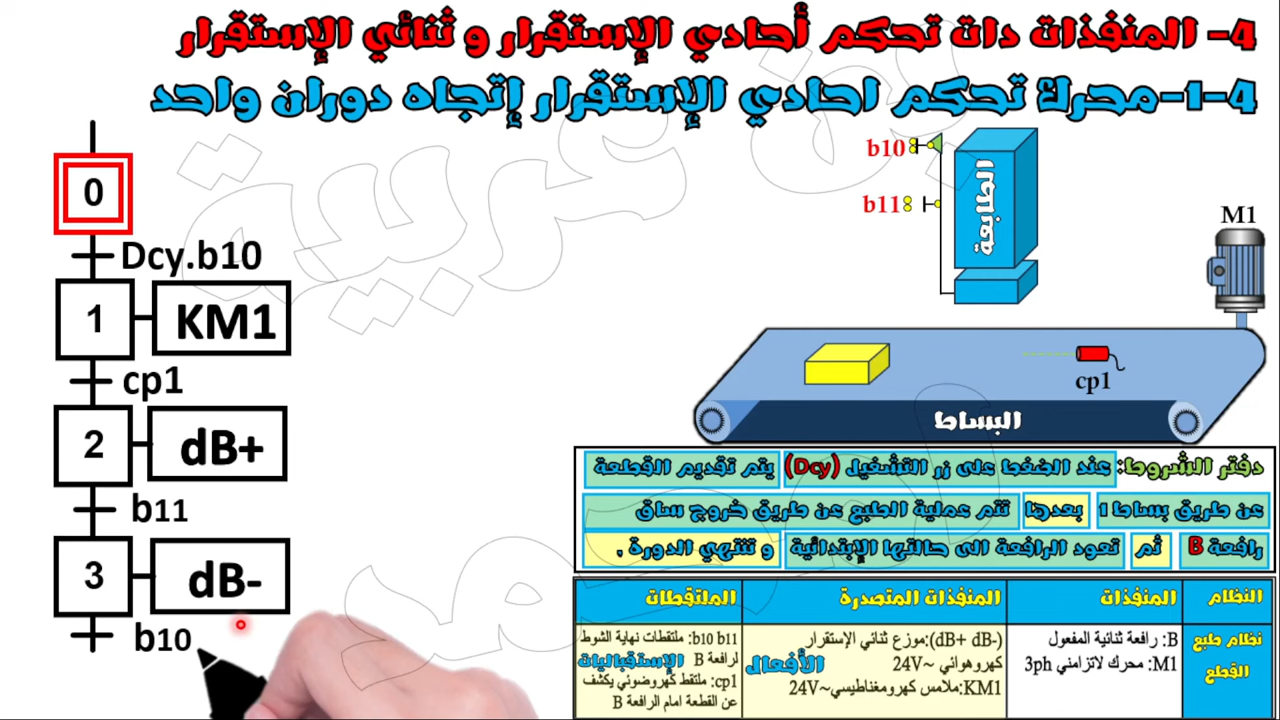 4- المنفذات دات تحكم أحادي الإستقرار و ثنائي الإستقرار
4-1-محرك تحكم احادي الإستقرار إتجاه دوران واحد
0
Dcy.b10
1
KM1
cp1
2
dB+
b11
3
dB-
b10
b10
b11
الطابعة
M1
cp1
البساط
دفتر الشروط: عند الضغط على زر التشغيل (Dcy) يتم تقديم القطعة
عن طريق بساط 1 بعدها تتم عملية الطبع عن طريق خروج ساق
رافعة B ثم تعود الرافعة الى حالتها الإبتدائية و تنتهي الدورة .
النظام
المنفذات
المنفذات المتصدرة
الملتقطات
نظام طبع
القطع
B: رافعة ثنائية المفعول
M1: محرك لاتزامني 3ph
(dB+ dB-):موزع ثنائي الإستقرار
كهروهوائي ~24V
الأفعال
KM1:ملامس كهرومغناطيسي~24V
b10 b11: ملتقطات نهاية الشوط
لرافعة B
الإستقباليات
cp1: ملتقط كهروضوئي يكشف
عن القطعة امام الرافعة B